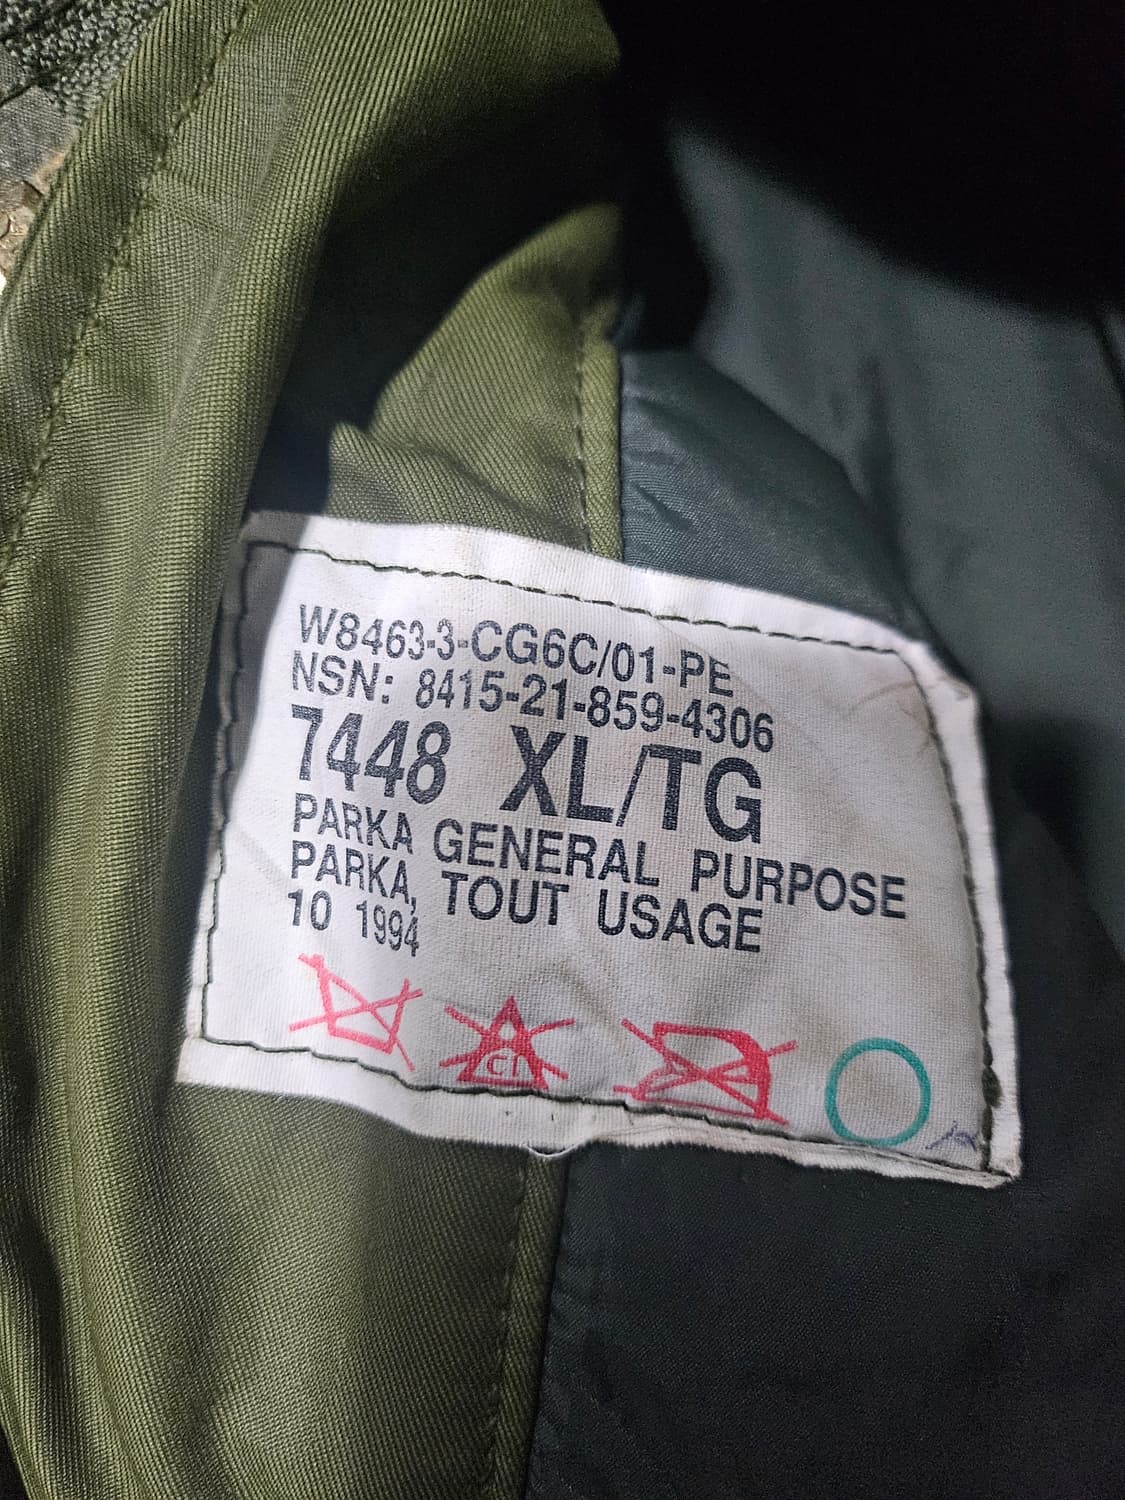 W8463-3-CG6C/01-PE
NSN: 8415-21-859-4306
7448 XL/TG
PARKA GENERAL PURPOSE
PARKA, TOUT USAGE
10 1994
Cl